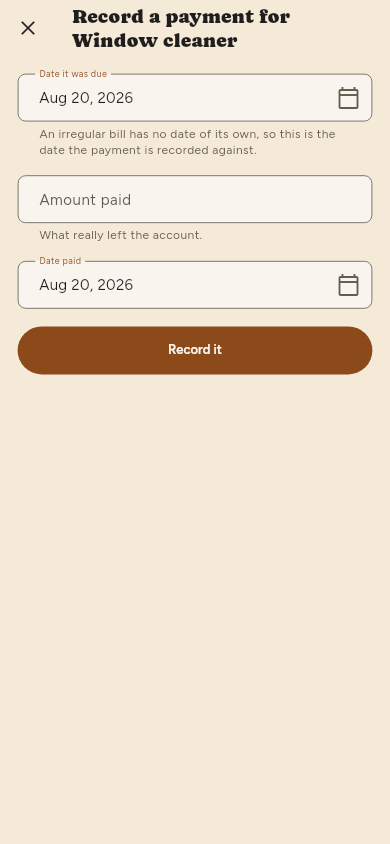 Record a payment for
Window cleaner
Date it was due
Aug 20, 2026
An irregular bill has no date of its own, so this is the
date the payment is recorded against.
Amount paid
What really left the account.
Date paid
Aug 20, 2026
Record it